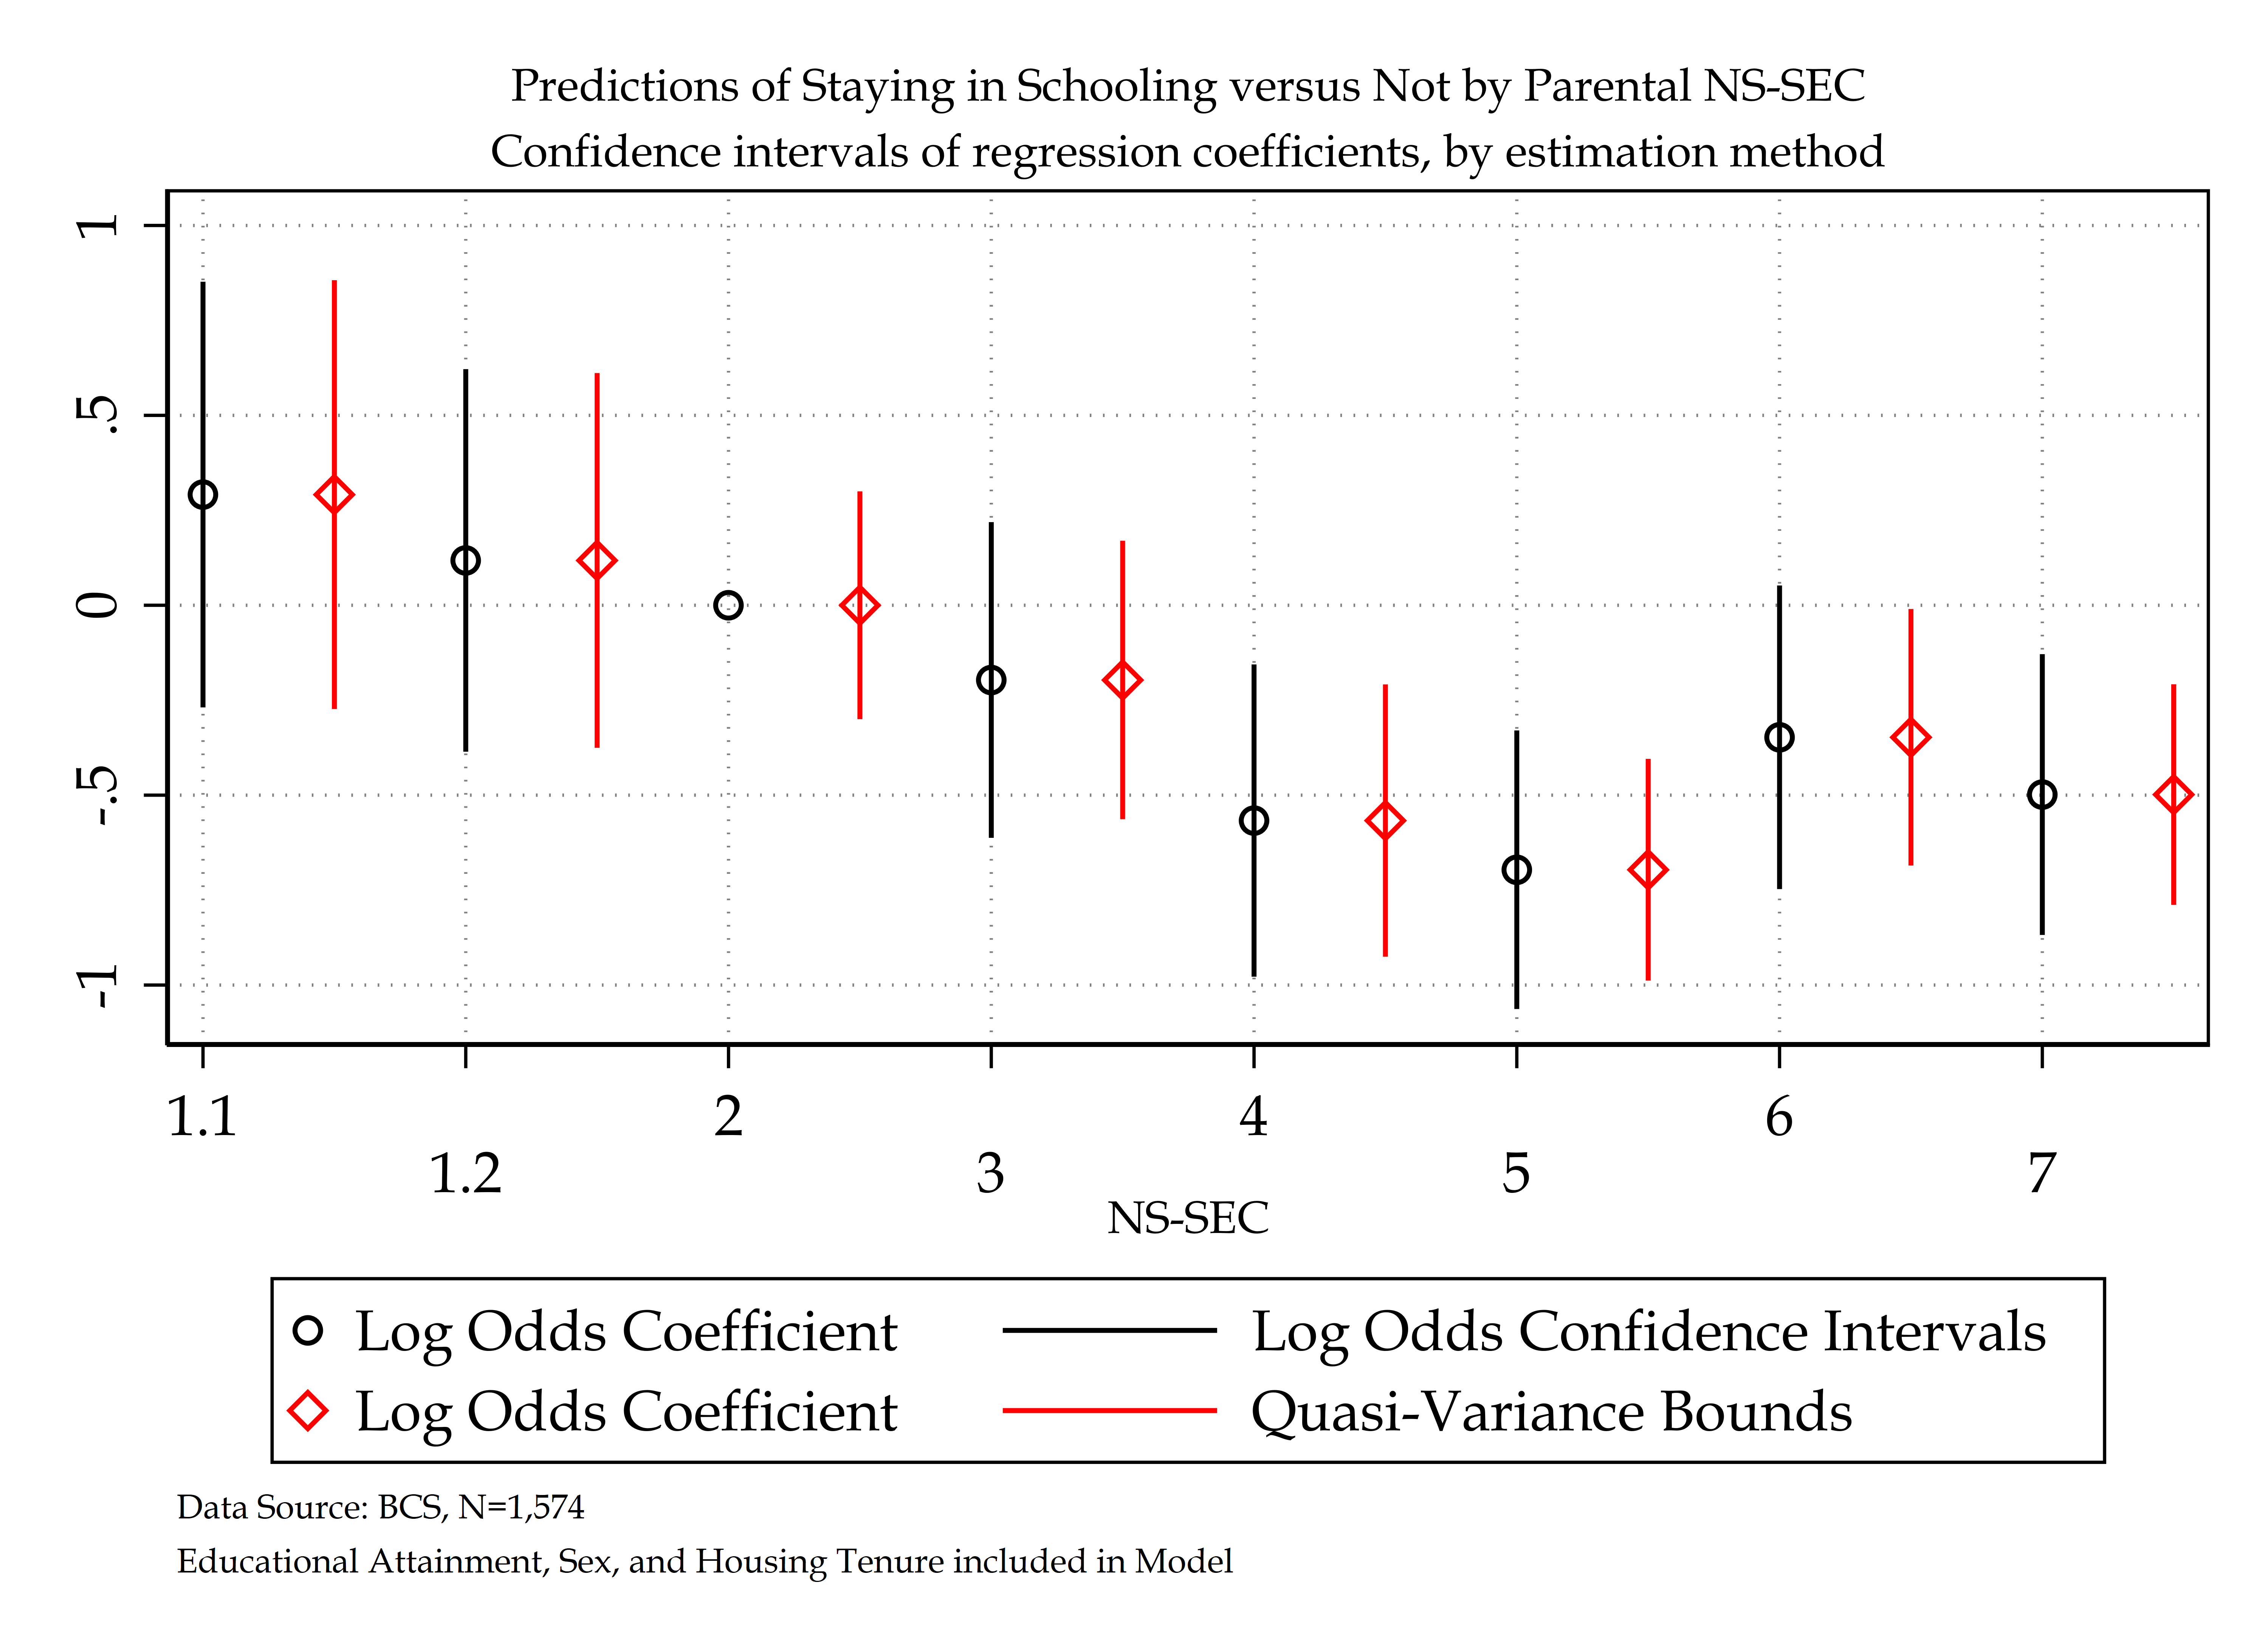 Predictions of Staying in Schooling versus Not by Parental NS-SEC
Confidence intervals of regression coefficients, by estimation method
1
.5
0
-.5
-1
1.1
1.2
2
3
4
5
6
7
NS-SEC
Log Odds Coefficient
Log Odds Confidence Intervals
Log Odds Coefficient
Quasi-Variance Bounds
Data Source: BCS, N=1,574
Educational Attainment, Sex, and Housing Tenure included in Model